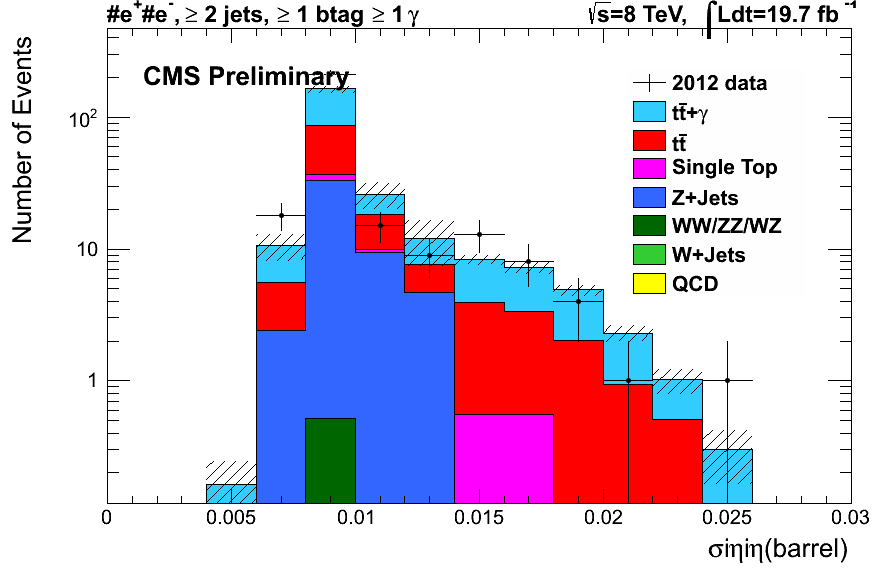 #e⁺#e⁻, ≥ 2 jets, ≥ 1 btag ≥ 1 γ
√s=8 TeV, ∫Ldt=19.7 fb⁻¹
CMS Preliminary
2012 data
tt̄+γ
tt̄
Single Top
Z+Jets
WW/ZZ/WZ
W+Jets
QCD
Number of Events
10²
10
1
0 0.005 0.01 0.015 0.02 0.025 0.03
σiηiη(barrel)